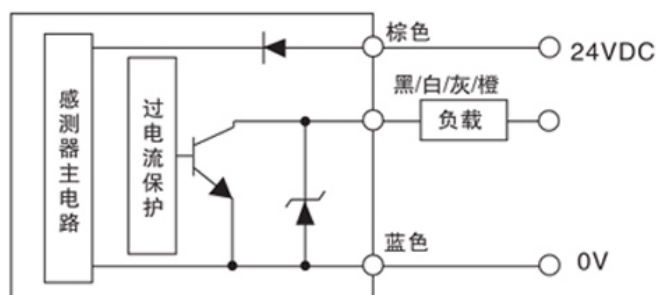 棕色
24VDC
黑/白/灰/橙
负载
感测器主电路
过电流保护
蓝色
0V